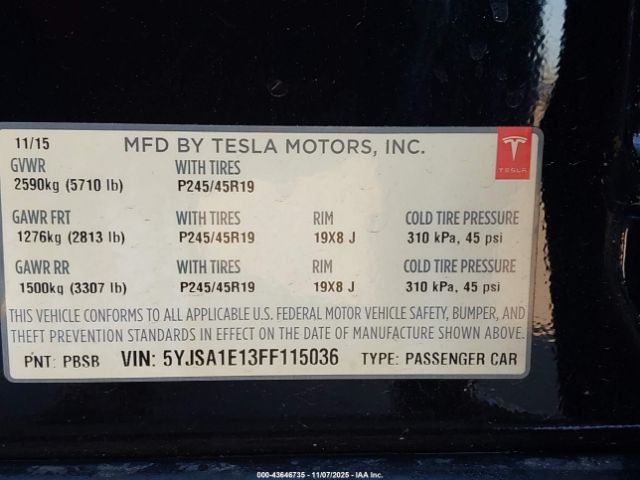 11/15 MFD BY TESLA MOTORS, INC.
TESLA
GVWR WITH TIRES
2590kg (5710 lb) P245/45R19
GAWR FRT WITH TIRES RIM COLD TIRE PRESSURE
1276kg (2813 lb) P245/45R19 19X8 J 310 kPa, 45 psi
GAWR RR WITH TIRES RIM COLD TIRE PRESSURE
1500kg (3307 lb) P245/45R19 19X8 J 310 kPa, 45 psi
THIS VEHICLE CONFORMS TO ALL APPLICABLE U.S. FEDERAL MOTOR VEHICLE SAFETY, BUMPER, AND
THEFT PREVENTION STANDARDS IN EFFECT ON THE DATE OF MANUFACTURE SHOWN ABOVE.
PNT: PBSB VIN: 5YJSA1E13FF115036 TYPE: PASSENGER CAR
©2000-43646735 - 11/07/2025 - IAA Inc.